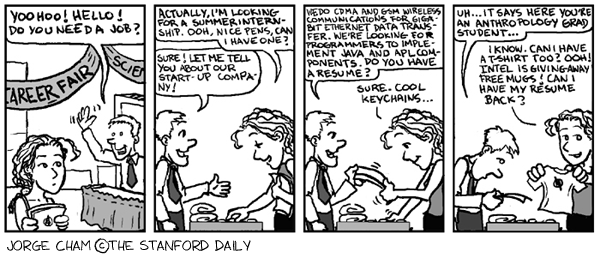 YOO HOO! HELLO!
DO YOU NEED A JOB?
CAREER FAIR
SCIEN
ACTUALLY, I'M LOOKING
FOR A SUMMER INTERN-
SHIP. OOH, NICE PENS, CAN
I HAVE ONE?
SURE! LET ME TELL
YOU ABOUT OUR
START-UP COMPA-
NY!
WE DO CDMA AND GSM WIRELESS
COMMUNICATIONS FOR GIGA-
BIT ETHERNET DATA TRANS-
FER. WE'RE LOOKING FOR
PROGRAMMERS TO IMPLE-
MENT JAVA AND APL COM-
PONENTS. DO YOU HAVE
A RESUME?
SURE. COOL
KEYCHAINS...
UH... IT SAYS HERE YOU'RE
AN ANTHROPOLOGY GRAD
STUDENT...
I KNOW. CAN I HAVE
A T-SHIRT TOO? OOH!
INTEL IS GIVING AWAY
FREE MUGS! CAN I
HAVE MY RESUME
BACK?
JORGE CHAM ©THE STANFORD DAILY